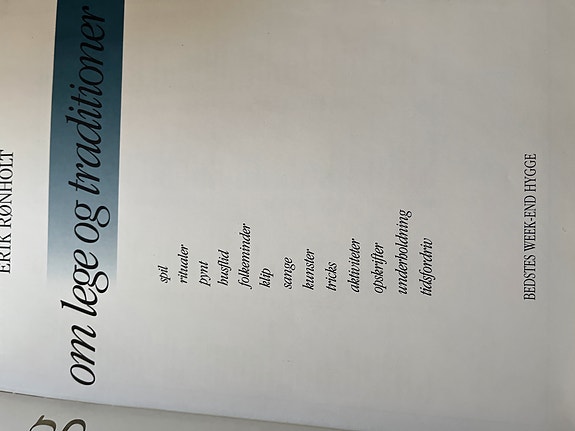 ERIK RØNHOLT
om lege og traditioner
spil
ritualer
pynt
husflid
folkeminder
klip
sange
kunster
tricks
aktiviteter
opskrifter
underholdning
tidsfordriv
BEDSTES WEEK-END HYGGE